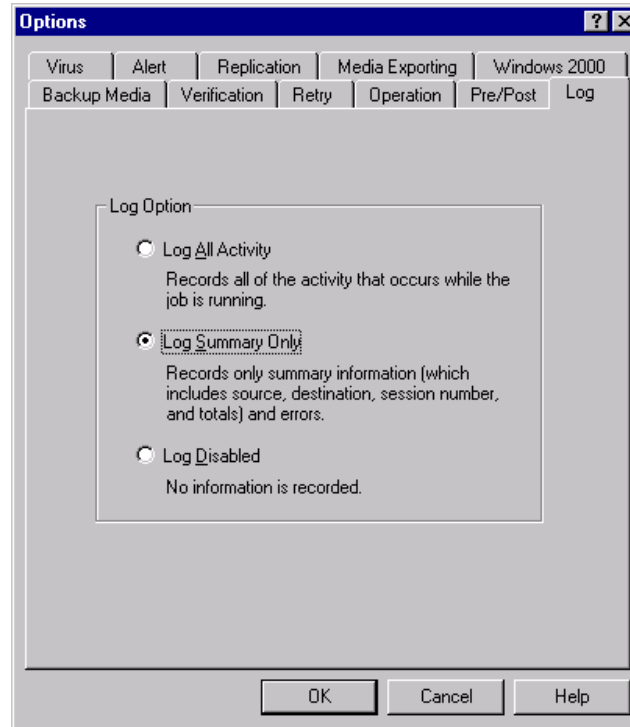 Options
Virus Alert Replication Media Exporting Windows 2000
Backup Media Verification Retry Operation Pre/Post Log
Log Option
Log All Activity
Records all of the activity that occurs while the
job is running.
Log Summary Only
Records only summary information (which
includes source, destination, session number,
and totals) and errors.
Log Disabled
No information is recorded.
OK Cancel Help